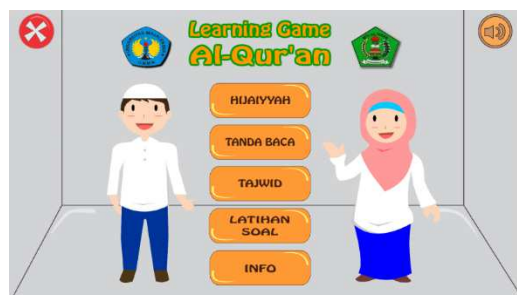 Learning Game
Al-Qur'an
HIJAIYYAH
TANDA BACA
TAJWID
LATIHAN
SOAL
INFO